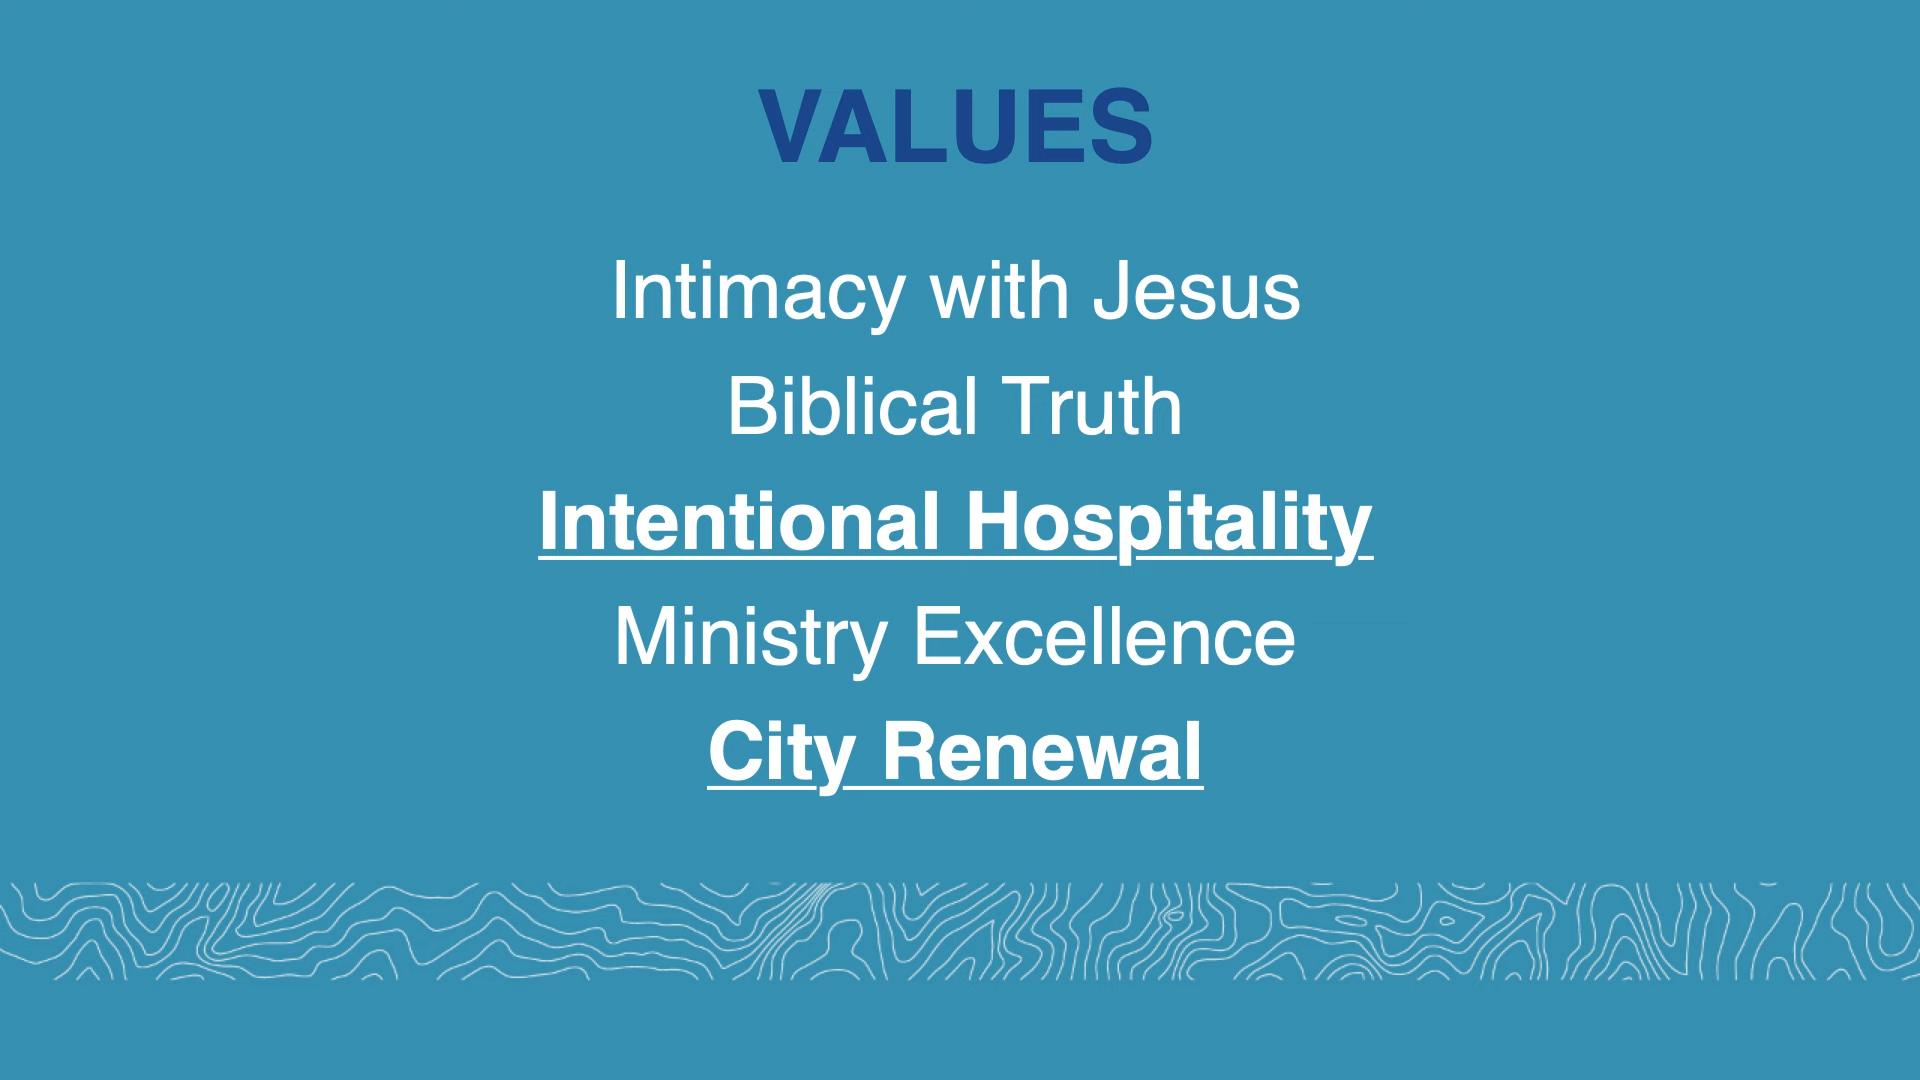 VALUES
Intimacy with Jesus
Biblical Truth
Intentional Hospitality
Ministry Excellence
City Renewal